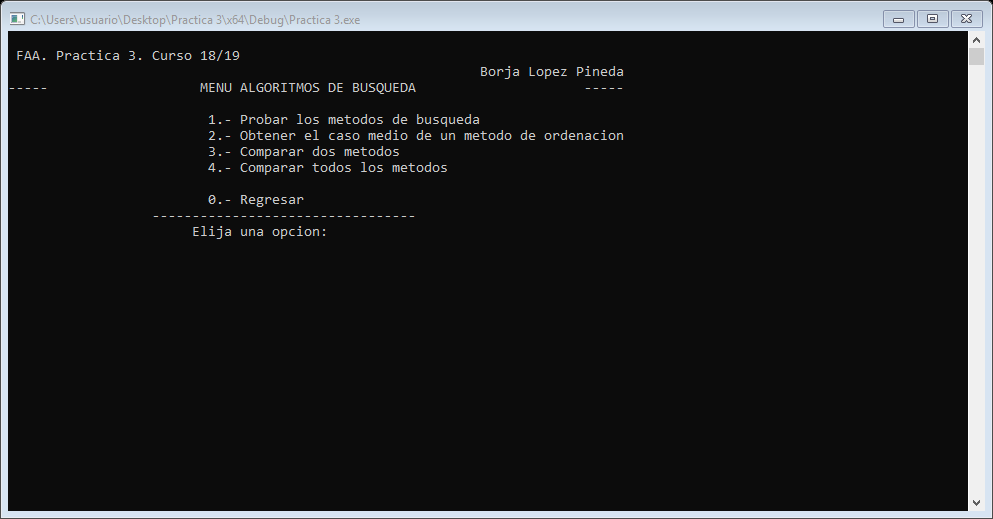 C:\Users\usuario\Desktop\Practica 3\x64\Debug\Practica 3.exe
FAA. Practica 3. Curso 18/19
Borja Lopez Pineda
----- MENU ALGORITMOS DE BUSQUEDA -----
1.- Probar los metodos de busqueda
2.- Obtener el caso medio de un metodo de ordenacion
3.- Comparar dos metodos
4.- Comparar todos los metodos
0.- Regresar
---------------------------------
Elija una opcion: